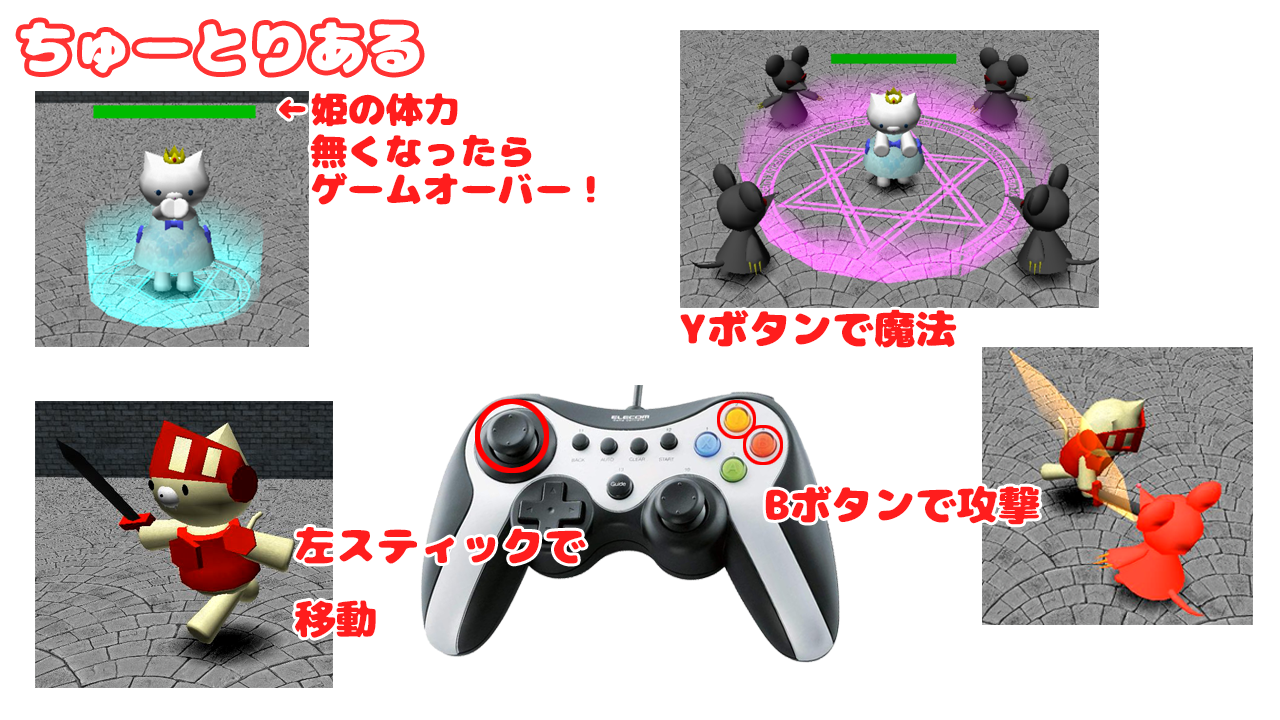 ちゅーとりある
←姫の体力
無くなったら
ゲームオーバー！
Yボタンで魔法
ELECOM
BACK
CLEAR
START
Guide
Bボタンで攻撃
左スティックで
移動